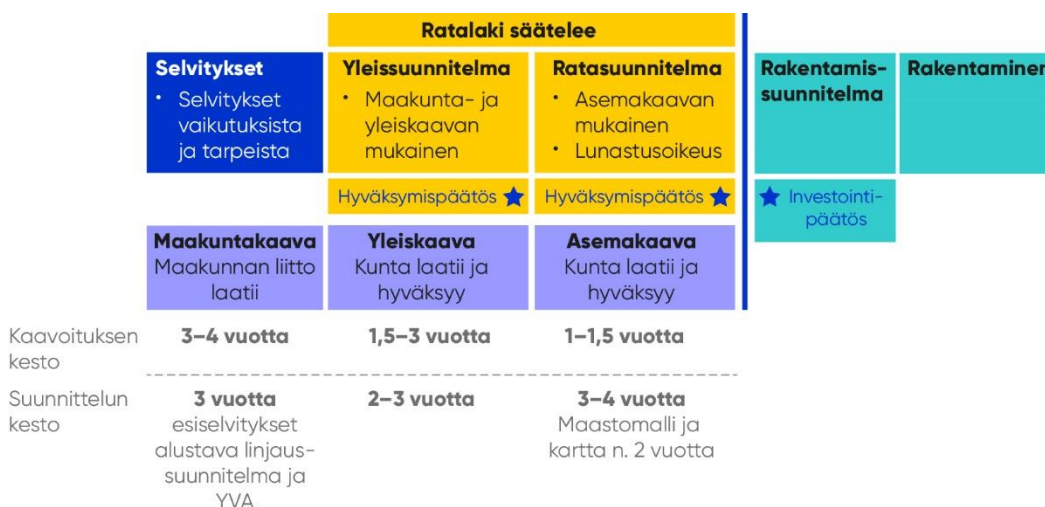 Ratalaki säätelee
Selvitykset
• Selvitykset
vaikutuksista
ja tarpeista
Yleissuunnitelma
• Maakunta- ja
yleiskaavan
mukainen
Ratasuunnitelma
• Asemakaavan
mukainen
• Lunastusoikeus
Rakentamis-
suunnitelma
Rakentaminen
Hyväksymispäätös
Hyväksymispäätös
Investointi-
päätös
Maakuntakaava
Maakunnan liitto
laatii
Yleiskaava
Kunta laatii ja
hyväksyy
Asemakaava
Kunta laatii ja
hyväksyy
Kaavoituksen
kesto
3–4 vuotta
1,5–3 vuotta
1–1,5 vuotta
Suunnittelun
kesto
3 vuotta
esiselvitykset
alustava linjaus-
suunnitelma ja
YVA
2–3 vuotta
3–4 vuotta
Maastomalli ja
kartta n. 2 vuotta